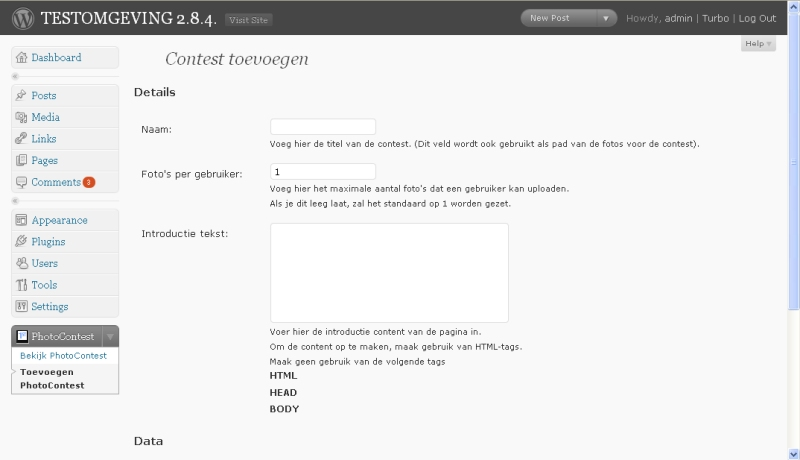 TESTOMGEVING 2.8.4. Visit Site
New Post
Howdy, admin | Turbo | Log Out
Help
Dashboard
Posts
Media
Links
Pages
Comments 3
Appearance
Plugins
Users
Tools
Settings
PhotoContest
Bekijk PhotoContest
Toevoegen
PhotoContest
Contest toevoegen
Details
Naam:
Voeg hier de titel van de contest. (Dit veld wordt ook gebruikt als pad van de fotos voor de contest).
Foto's per gebruiker:
1
Voeg hier het maximale aantal foto's dat een gebruiker kan uploaden.
Als je dit leeg laat, zal het standaard op 1 worden gezet.
Introductie tekst:
Voer hier de introductie content van de pagina in.
Om de content op te maken, maak gebruik van HTML-tags.
Maak geen gebruik van de volgende tags
HTML
HEAD
BODY
Data